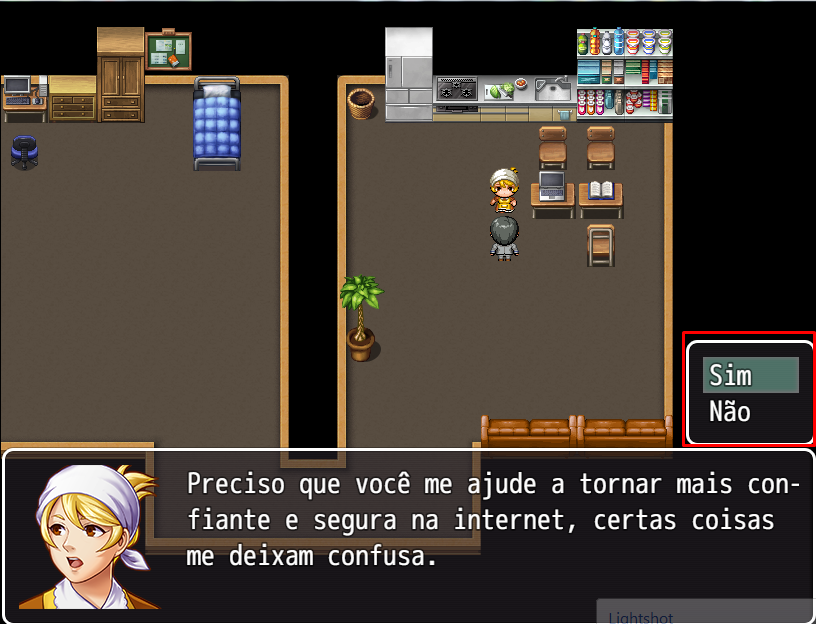 Sim
Não
Preciso que você me ajude a tornar mais con-
fiante e segura na internet, certas coisas
me deixam confusa.
Lightshot